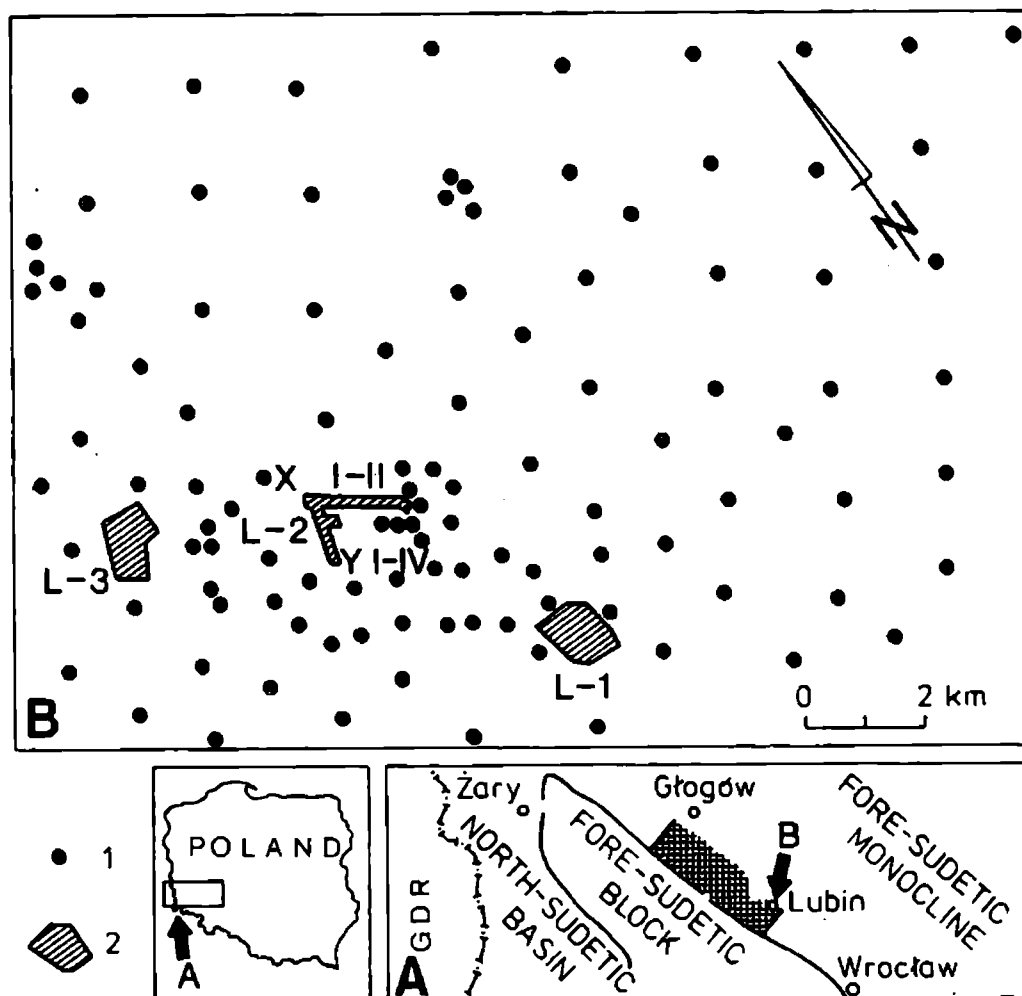 N
X I-II
L-2
Y I-IV
L-3
L-1
B
0 2 km
1
2
POLAND
A
Żary
Głogów
FORE-SUDETIC
MONOCLINE
NORTH-SUDETIC
BASIN
FORE-SUDETIC
BLOCK
B
Lubin
GDR
A
Wrocław